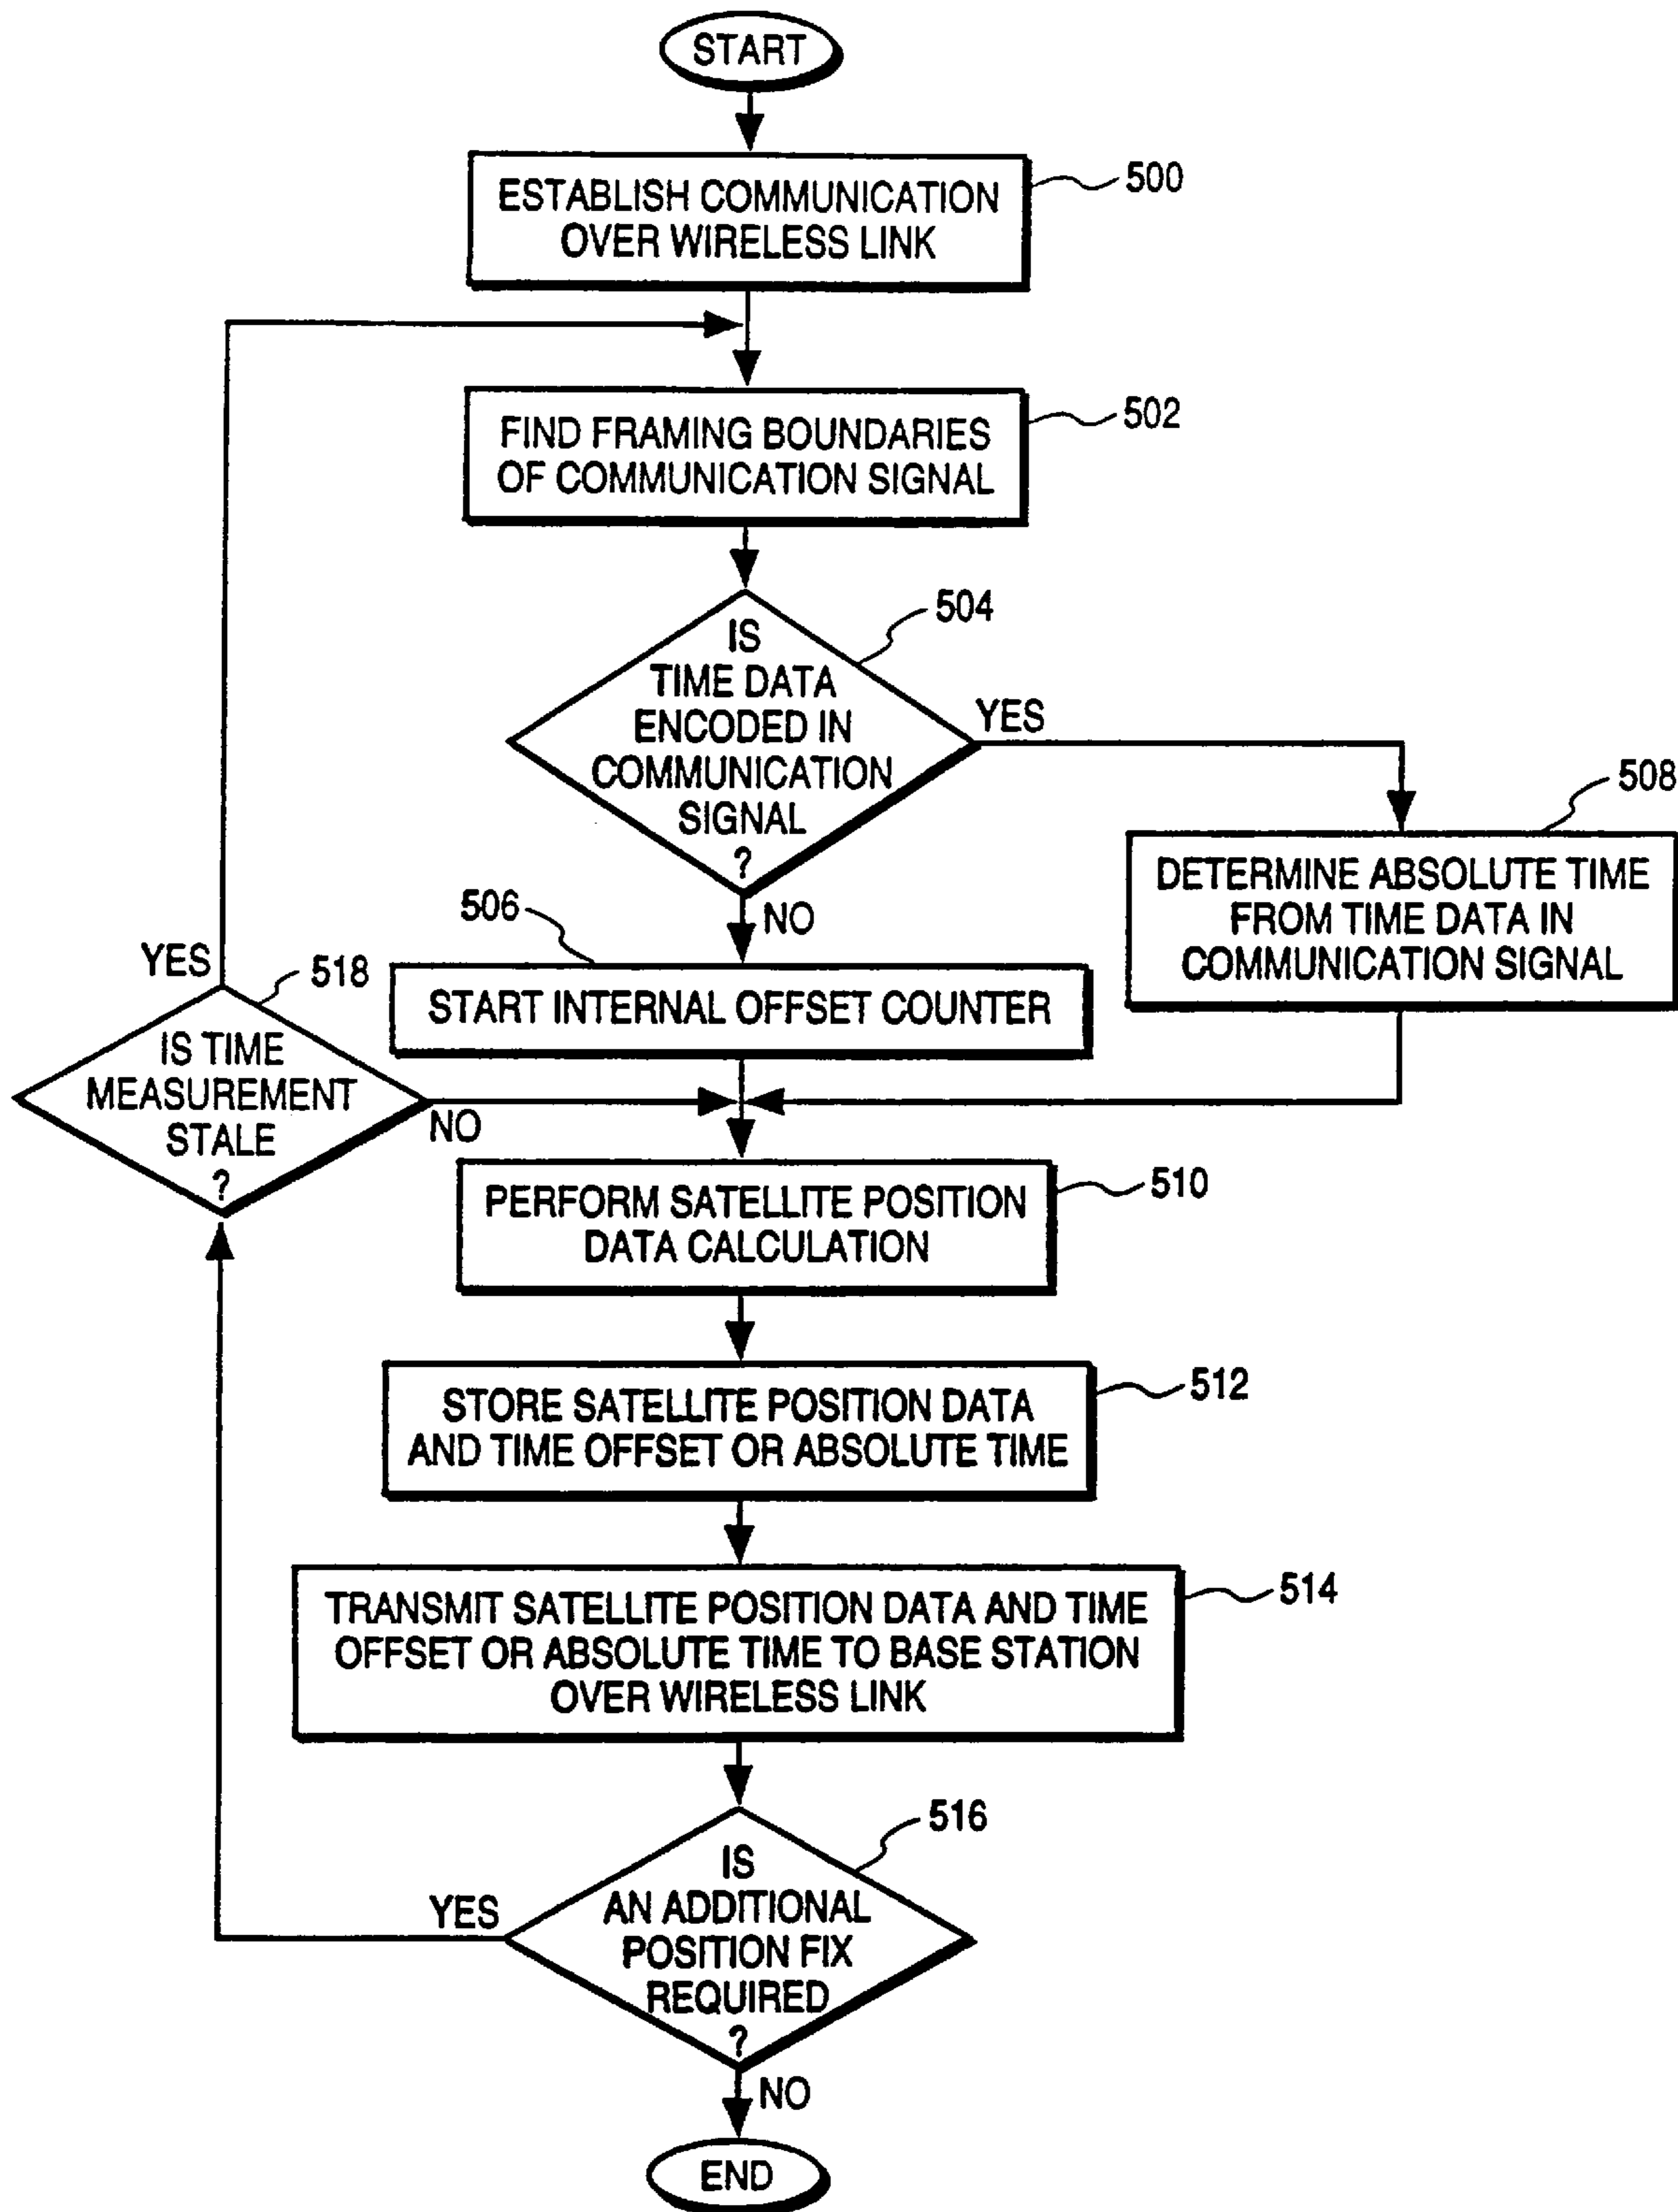 START
ESTABLISH COMMUNICATION
OVER WIRELESS LINK
500
FIND FRAMING BOUNDARIES
OF COMMUNICATION SIGNAL
502
IS
TIME DATA
ENCODED IN
COMMUNICATION
SIGNAL
?
504
YES
NO
508
DETERMINE ABSOLUTE TIME
FROM TIME DATA IN
COMMUNICATION SIGNAL
506
START INTERNAL OFFSET COUNTER
YES
518
IS TIME
MEASUREMENT
STALE
?
NO
PERFORM SATELLITE POSITION
DATA CALCULATION
510
STORE SATELLITE POSITION DATA
AND TIME OFFSET OR ABSOLUTE TIME
512
TRANSMIT SATELLITE POSITION DATA AND TIME
OFFSET OR ABSOLUTE TIME TO BASE STATION
OVER WIRELESS LINK
514
516
IS
AN ADDITIONAL
POSITION FIX
REQUIRED
?
YES
NO
END